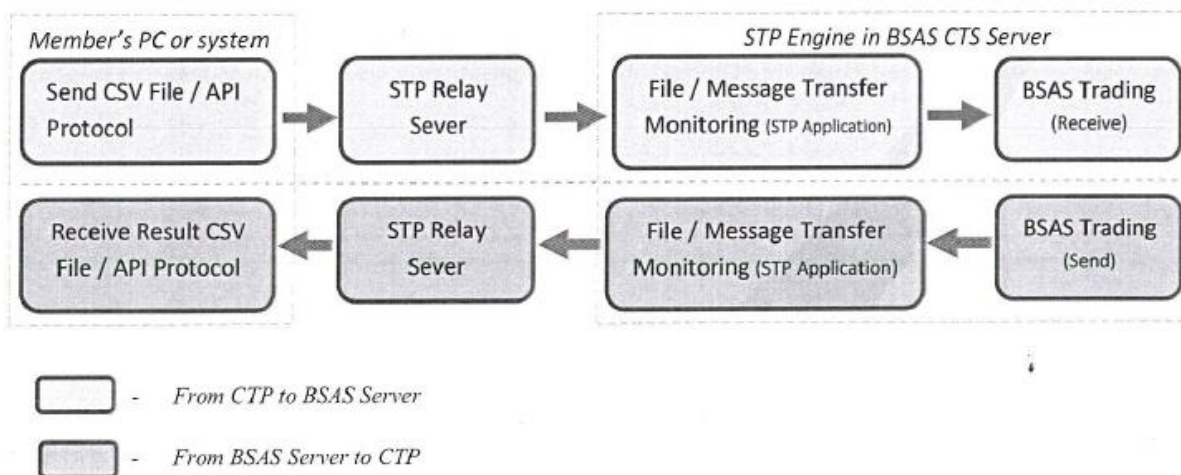 Member's PC or system
STP Engine in BSAS CTS Server
Send CSV File / API
Protocol
STP Relay
Sever
File / Message Transfer
Monitoring (STP Application)
BSAS Trading
(Receive)
Receive Result CSV
File / API Protocol
STP Relay
Sever
File / Message Transfer
Monitoring (STP Application)
BSAS Trading
(Send)
- From CTP to BSAS Server
- From BSAS Server to CTP